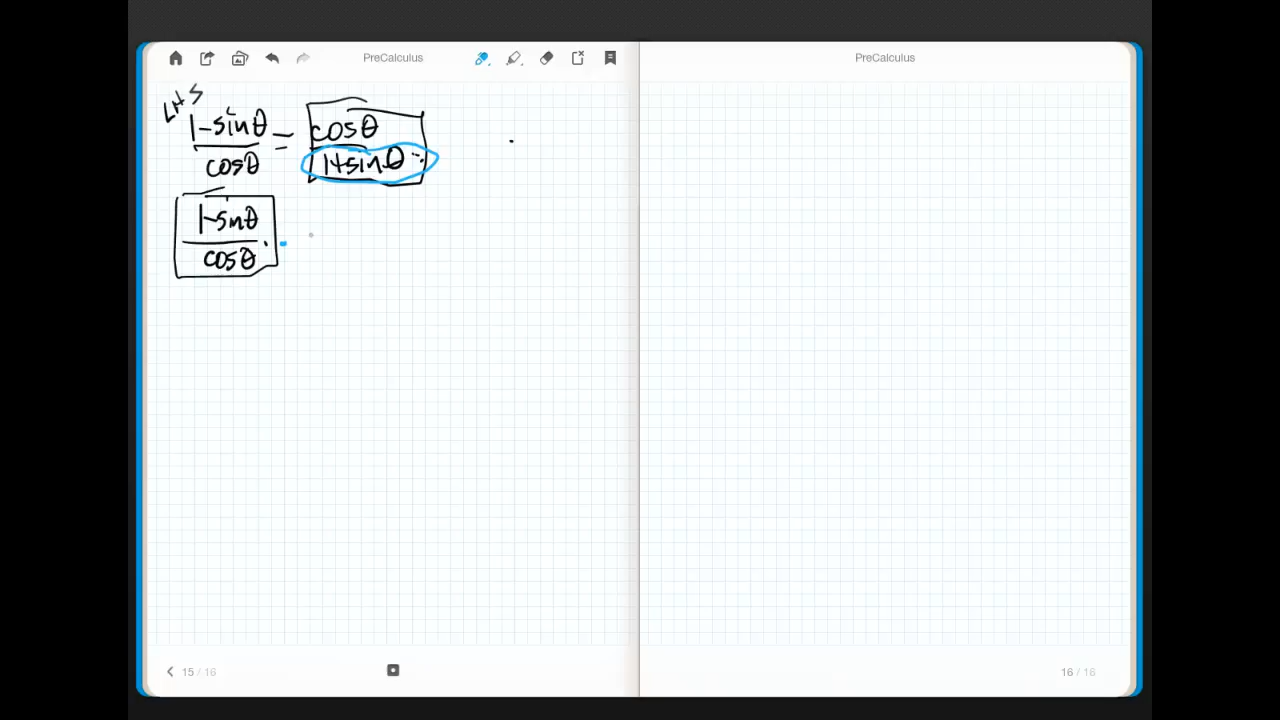 PreCalculus
PreCalculus
LHS
1-sinθ = cosθ
cosθ 1+sinθ
1-sinθ
cosθ
15 / 16
16 / 16